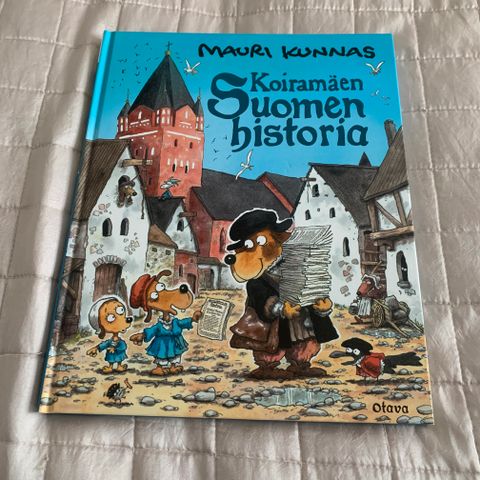 MAURI KUNNAS
Koiramäen
Suomen
historia
Otava